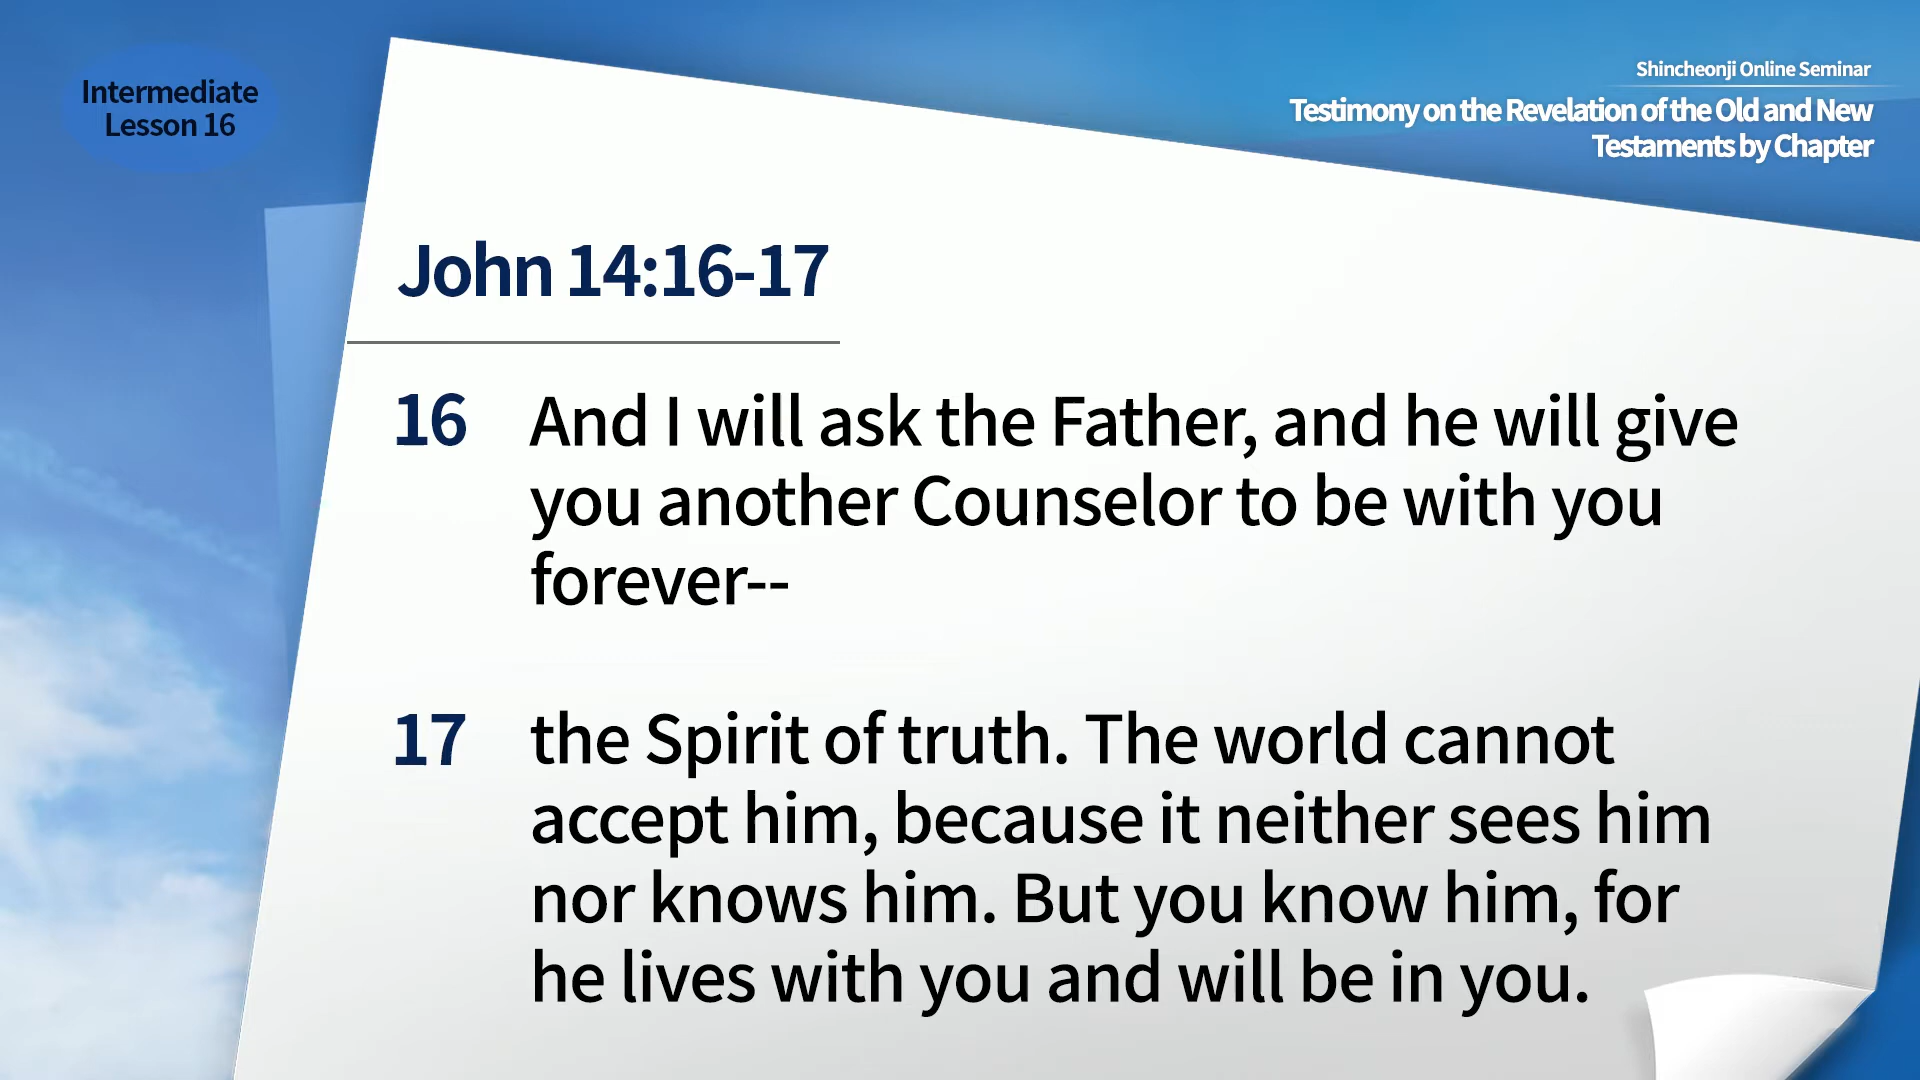 Intermediate
Lesson 16
Shincheonji Online Seminar
Testimony on the Revelation of the Old and New
Testaments by Chapter
John 14:16-17
16 And I will ask the Father, and he will give
you another Counselor to be with you
forever--
17 the Spirit of truth. The world cannot
accept him, because it neither sees him
nor knows him. But you know him, for
he lives with you and will be in you.